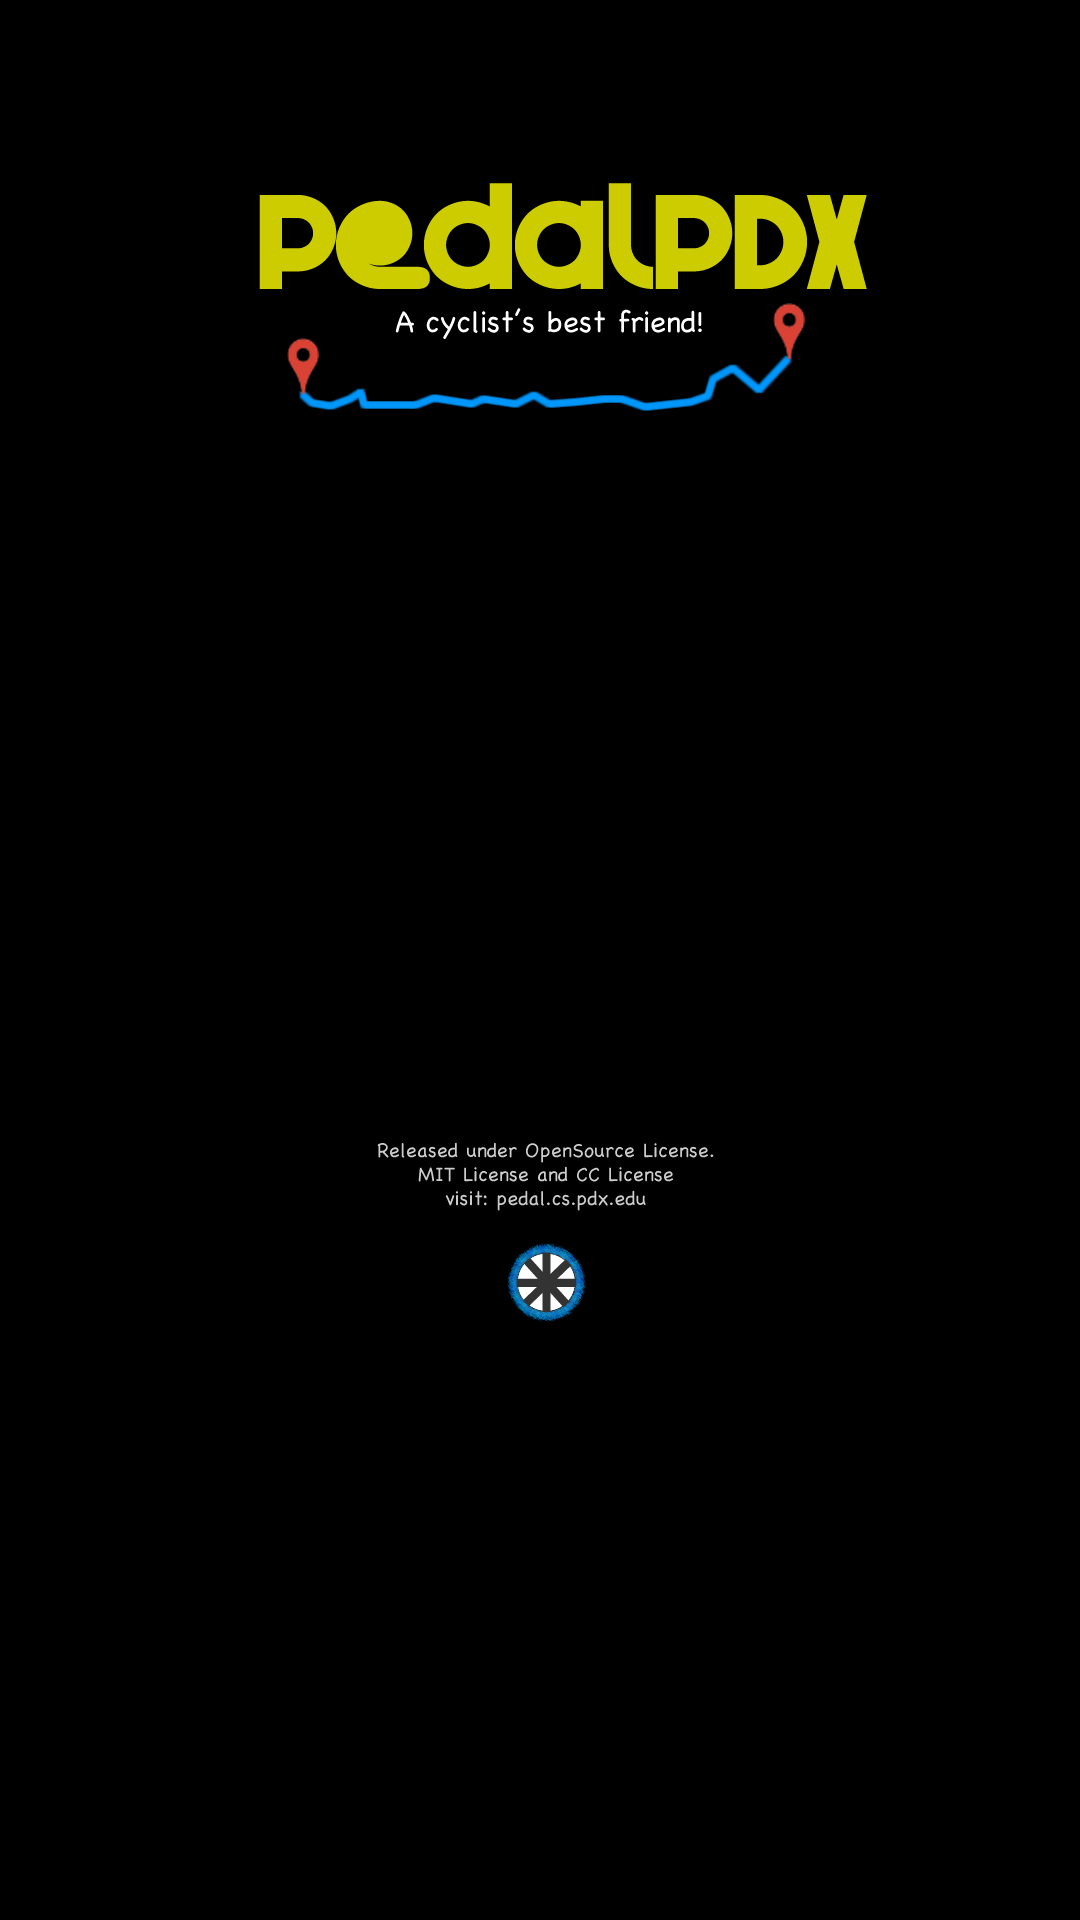 PedalPDX
A cyclist's best friend!
Released under OpenSource License.
MIT License and CC License
visit: pedal.cs.pdx.edu